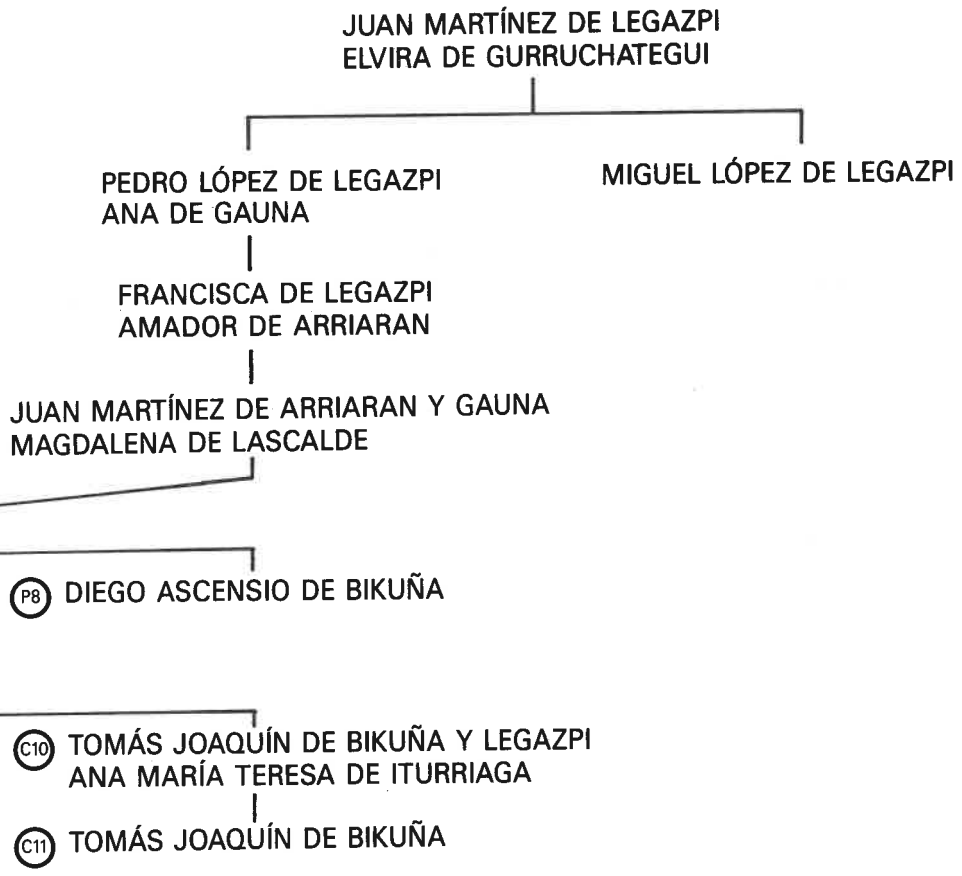 JUAN MARTÍNEZ DE LEGAZPI
ELVIRA DE GURRUCHATEGUI
PEDRO LÓPEZ DE LEGAZPI
ANA DE GAUNA
MIGUEL LÓPEZ DE LEGAZPI
FRANCISCA DE LEGAZPI
AMADOR DE ARRIARAN
JUAN MARTÍNEZ DE ARRIARAN Y GAUNA
MAGDALENA DE LASCALDE
P8 DIEGO ASCENSIO DE BIKUÑA
C10 TOMÁS JOAQUÍN DE BIKUÑA Y LEGAZPI
ANA MARÍA TERESA DE ITURRIAGA
C11 TOMÁS JOAQUÍN DE BIKUÑA